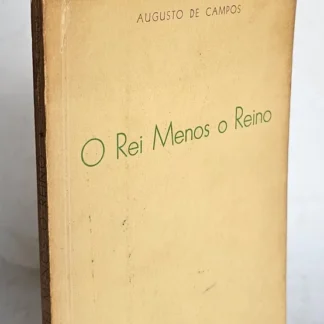 AUGUSTO DE CAMPOS
O Rei Menos o Reino